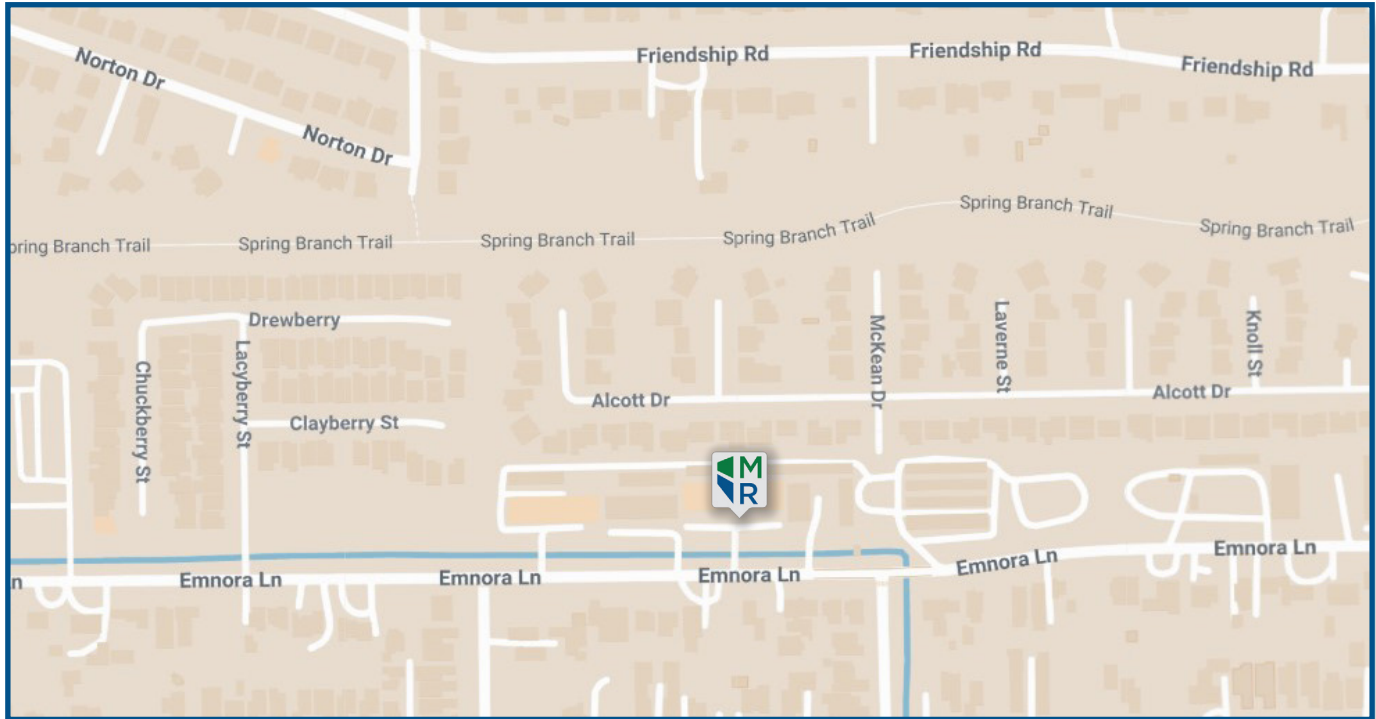 Friendship Rd
Friendship Rd
Friendship Rd
Norton Dr
Norton Dr
Spring Branch Trail
Spring Branch Trail
pring Branch Trail
Spring Branch Trail
Spring Branch Trail
Spring Branch Trail
Drewberry
Chuckberry St
Lacyberry St
McKean Dr
Laverne St
Knoll St
Alcott Dr
Alcott Dr
Clayberry St
M
R
Emnora Ln
Emnora Ln
n
Emnora Ln
Emnora Ln
Emnora Ln